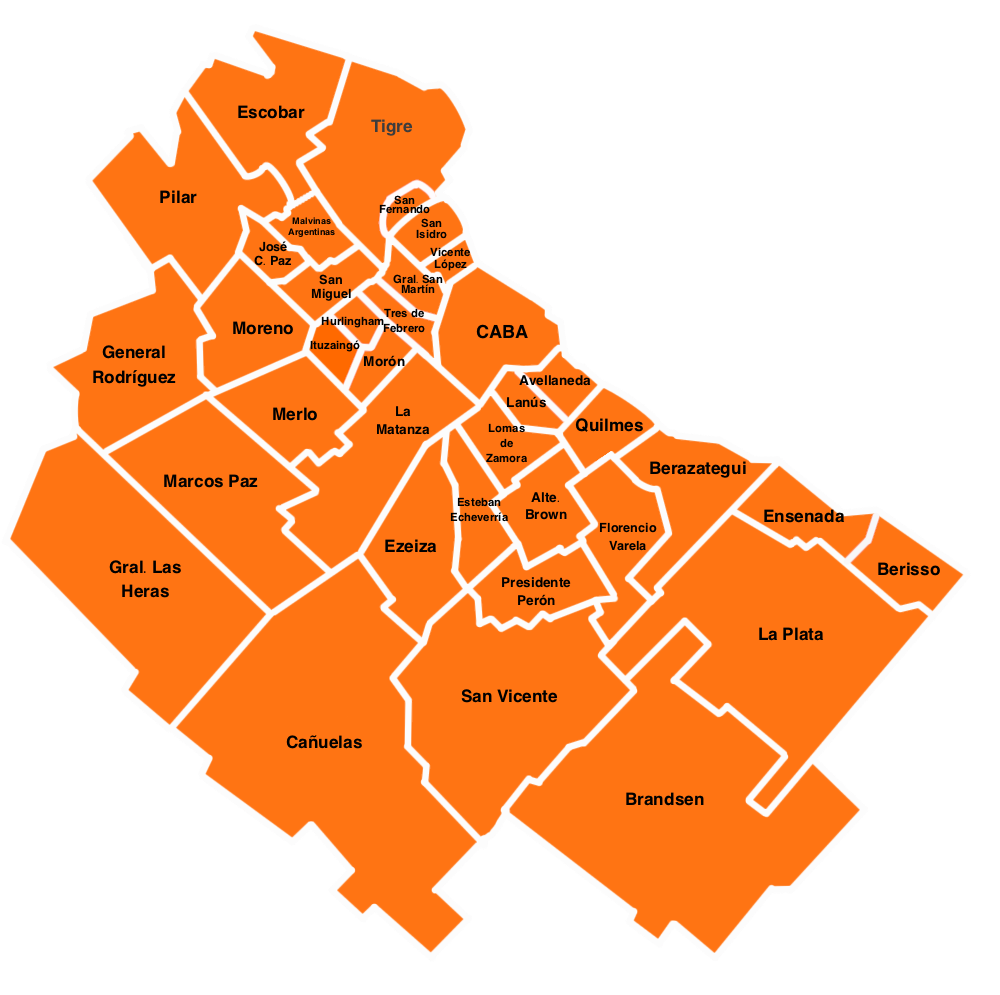 Escobar
Tigre
Pilar
San
Fernando
Malvinas
Argentinas
San
Isidro
José
C. Paz
Vicente
López
San
Miguel
Gral. San
Martín
Moreno
Hurlingham
Tres de
Febrero
CABA
Ituzaingó
General
Rodríguez
Morón
Avellaneda
Merlo
La
Matanza
Lanús
Quilmes
Lomas
de
Zamora
Marcos Paz
Berazategui
Esteban
Echeverria
Alte.
Brown
Ensenada
Ezeiza
Florencio
Varela
Gral. Las
Heras
Berisso
Presidente
Perón
La Plata
San Vicente
Cañuelas
Brandsen